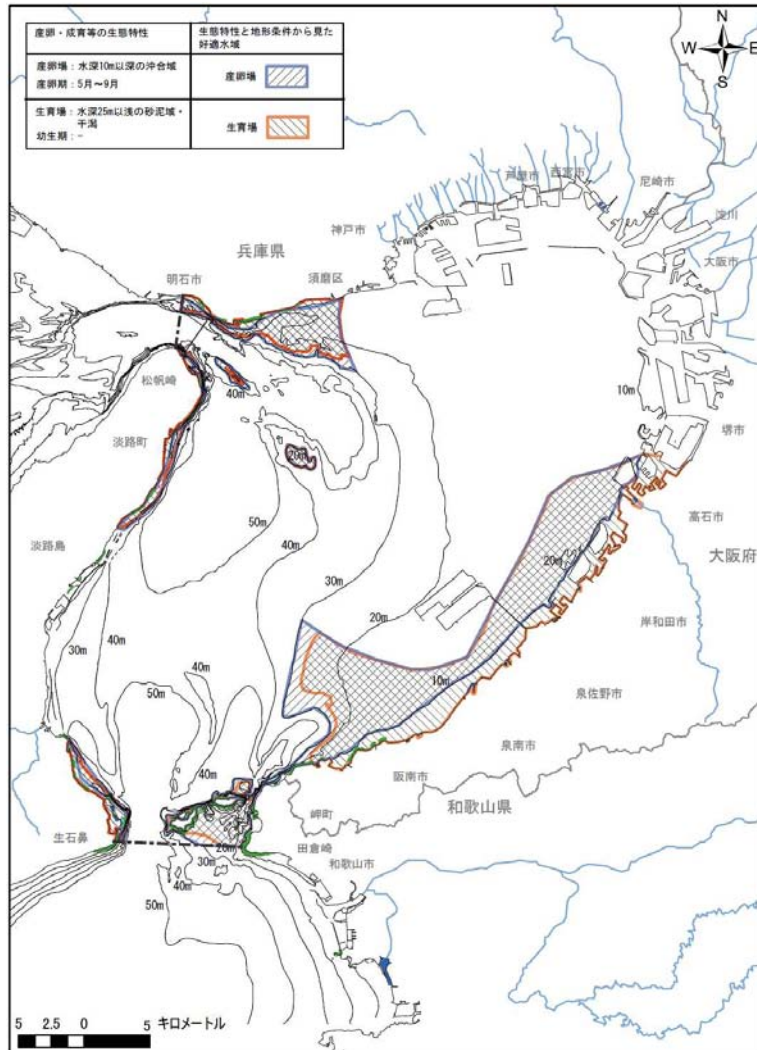 産卵・成育等の生態特性
生態特性と地形条件から見た
好適水域
産卵場：水深10m以深の沖合域
産卵期：5月～9月
産卵場
生育場：水深25m以浅の砂泥域・
干潟
幼生期：-
生育場
N
W
E
S
芦屋市
西宮市
尼崎市
神戸市
淀川
兵庫県
大阪市
明石市
須磨区
松帆崎
40m
10m
淡路町
堺市
70m
50m
高石市
淡路島
40m
大阪府
20m
30m
20m
岸和田市
30m
40m
40m
10m
泉佐野市
50m
泉南市
40m
阪南市
和歌山県
岬町
生石鼻
田倉崎
20m
30m
和歌山市
40m
50m
5 2.5 0 5 キロメートル